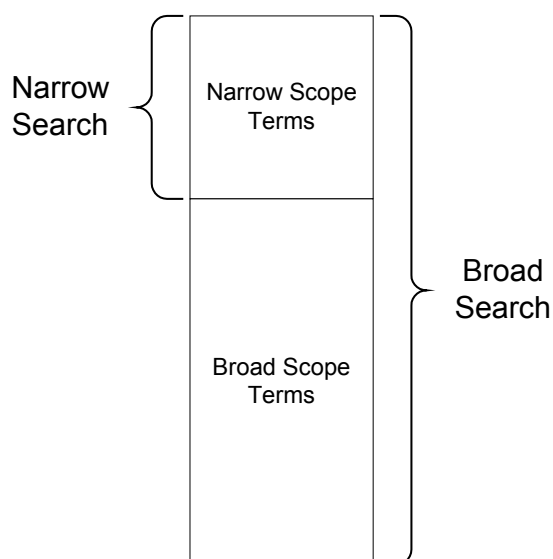 Narrow
Search
Narrow Scope
Terms
Broad
Search
Broad Scope
Terms